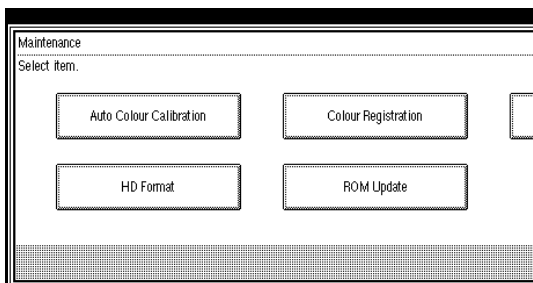 Maintenance
Select item.
Auto Colour Calibration
Colour Registration
HD Format
ROM Update